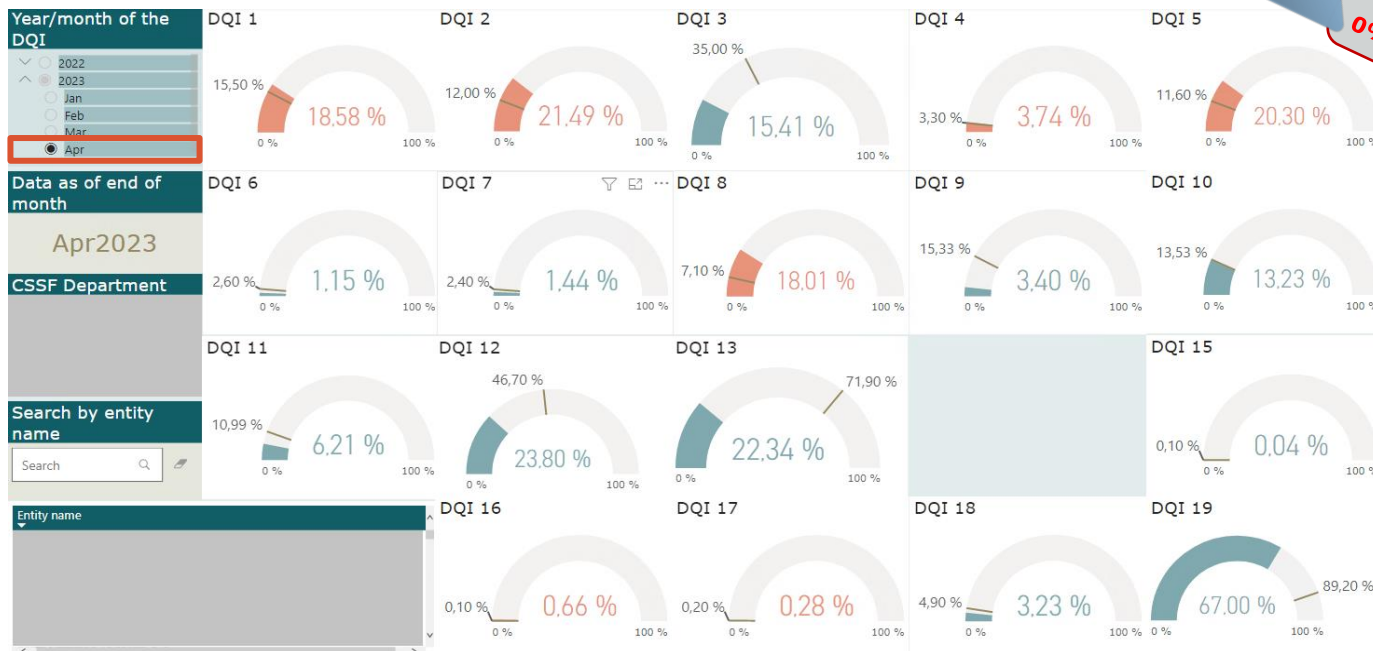 Year/month of the
DQI
2022
2023
Jan
Feb
Mar
Apr
Data as of end of
month
Apr2023
CSSF Department
Search by entity
name
Search
Entity name
DQI 1
15,50 %
18,58 %
0 %
100 %
DQI 2
12,00 %
21,49 %
0 %
100 %
DQI 3
35,00 %
15,41 %
0 %
100 %
DQI 4
3,30 %
3,74 %
0 %
100 %
DQI 5
11,60 %
20,30 %
0 %
100 %
DQI 6
2,60 %
1,15 %
0 %
100 %
DQI 7
2,40 %
1,44 %
0 %
100 %
DQI 8
7,10 %
18,01 %
0 %
100 %
DQI 9
15,33 %
3,40 %
0 %
100 %
DQI 10
13,53 %
13,23 %
0 %
100 %
DQI 11
10,99 %
6,21 %
0 %
100 %
DQI 12
46,70 %
23,80 %
0 %
100 %
DQI 13
71,90 %
22,34 %
0 %
100 %
DQI 15
0,10 %
0,04 %
0 %
100 %
DQI 16
0,10 %
0,66 %
0 %
100 %
DQI 17
0,20 %
0,28 %
0 %
100 %
DQI 18
4,90 %
3,23 %
0 %
100 %
DQI 19
89,20 %
67,00 %
0 %
100 %